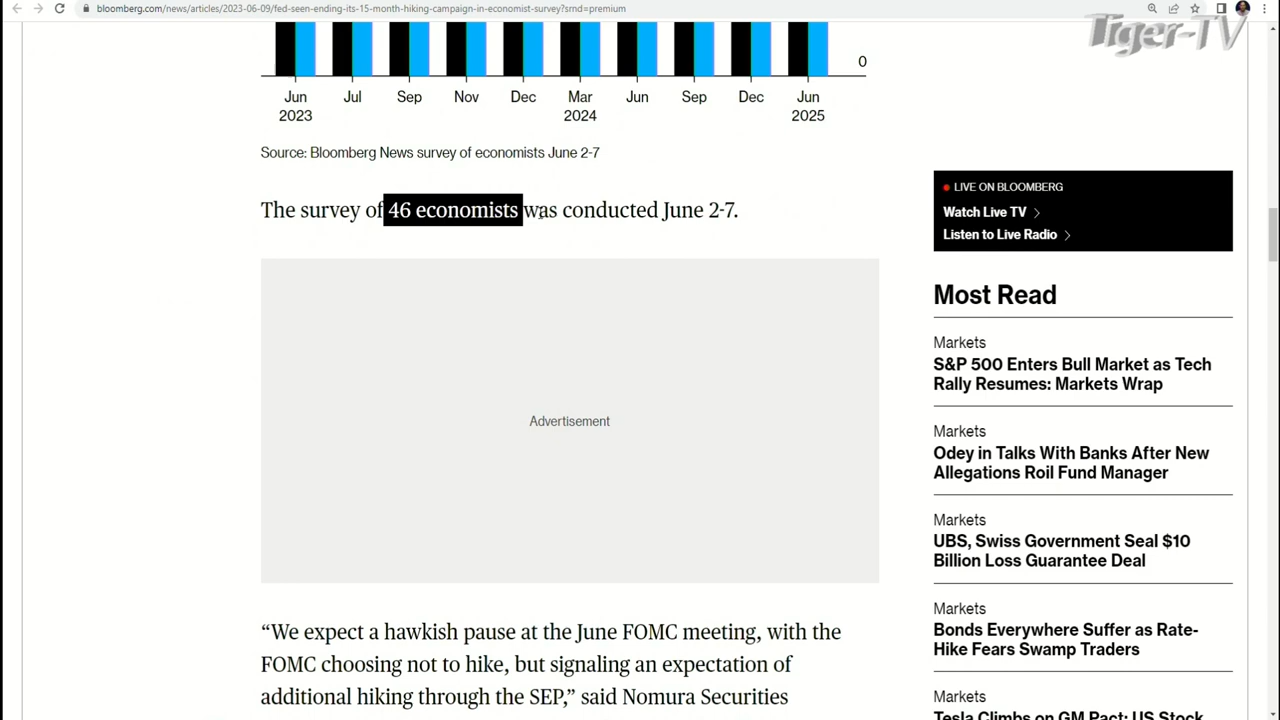 bloomberg.com/news/articles/2023-06-09/fed-seen-ending-its-15-month-hiking-campaign-in-economist-survey?srnd=premium
Tiger-TV
0
Jun Jul Sep Nov Dec Mar Jun Sep Dec Jun
2023 2024 2025
Source: Bloomberg News survey of economists June 2-7
The survey of 46 economists was conducted June 2-7.
Advertisement
“We expect a hawkish pause at the June FOMC meeting, with the
FOMC choosing not to hike, but signaling an expectation of
additional hiking through the SEP,” said Nomura Securities
LIVE ON BLOOMBERG
Watch Live TV
Listen to Live Radio
Most Read
Markets
S&P 500 Enters Bull Market as Tech
Rally Resumes: Markets Wrap
Markets
Odey in Talks With Banks After New
Allegations Roil Fund Manager
Markets
UBS, Swiss Government Seal $10
Billion Loss Guarantee Deal
Markets
Bonds Everywhere Suffer as Rate-
Hike Fears Swamp Traders
Markets
Tesla Climbs on GM Pact; US Stock